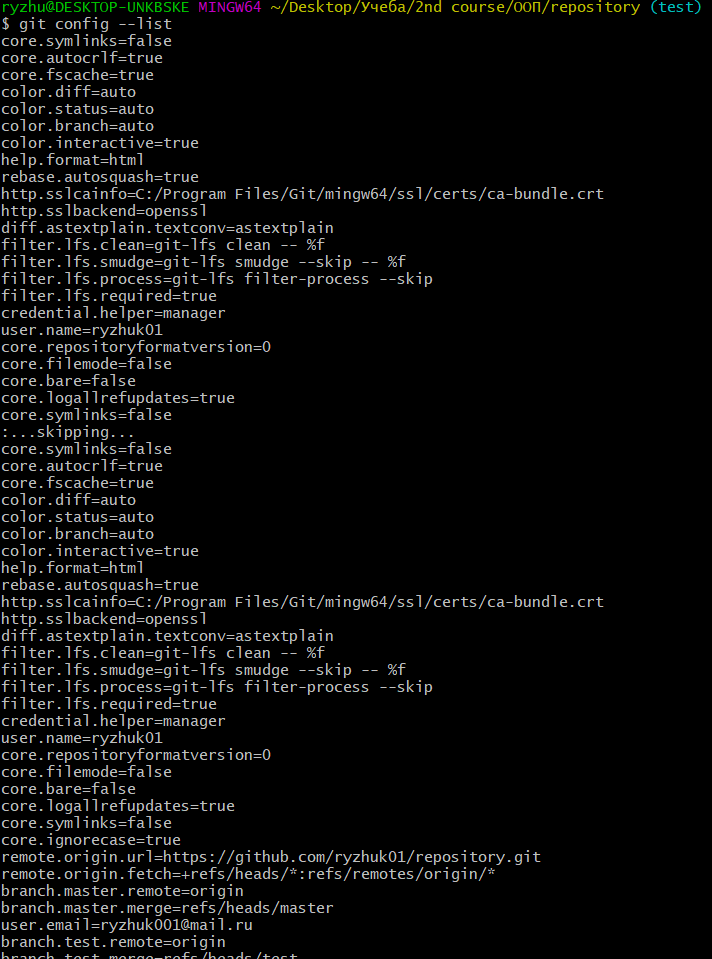 ryzhu@DESKTOP-UNKBSKE MINGW64 ~/Desktop/Учеба/2nd course/ООП/repository (test)
$ git config --list
core.symlinks=false
core.autocrlf=true
core.fscache=true
color.diff=auto
color.status=auto
color.branch=auto
color.interactive=true
help.format=html
rebase.autosquash=true
http.sslcainfo=C:/Program Files/Git/mingw64/ssl/certs/ca-bundle.crt
http.sslbackend=openssl
diff.astextplain.textconv=astextplain
filter.lfs.clean=git-lfs clean -- %f
filter.lfs.smudge=git-lfs smudge --skip -- %f
filter.lfs.process=git-lfs filter-process --skip
filter.lfs.required=true
credential.helper=manager
user.name=ryzhuk01
core.repositoryformatversion=0
core.filemode=false
core.bare=false
core.logallrefupdates=true
core.symlinks=false
:...skipping...
core.symlinks=false
core.autocrlf=true
core.fscache=true
color.diff=auto
color.status=auto
color.branch=auto
color.interactive=true
help.format=html
rebase.autosquash=true
http.sslcainfo=C:/Program Files/Git/mingw64/ssl/certs/ca-bundle.crt
http.sslbackend=openssl
diff.astextplain.textconv=astextplain
filter.lfs.clean=git-lfs clean -- %f
filter.lfs.smudge=git-lfs smudge --skip -- %f
filter.lfs.process=git-lfs filter-process --skip
filter.lfs.required=true
credential.helper=manager
user.name=ryzhuk01
core.repositoryformatversion=0
core.filemode=false
core.bare=false
core.logallrefupdates=true
core.symlinks=false
core.ignorecase=true
remote.origin.url=https://github.com/ryzhuk01/repository.git
remote.origin.fetch=+refs/heads/*:refs/remotes/origin/*
branch.master.remote=origin
branch.master.merge=refs/heads/master
user.email=ryzhuk001@mail.ru
branch.test.remote=origin
branch.test.merge=refs/heads/test